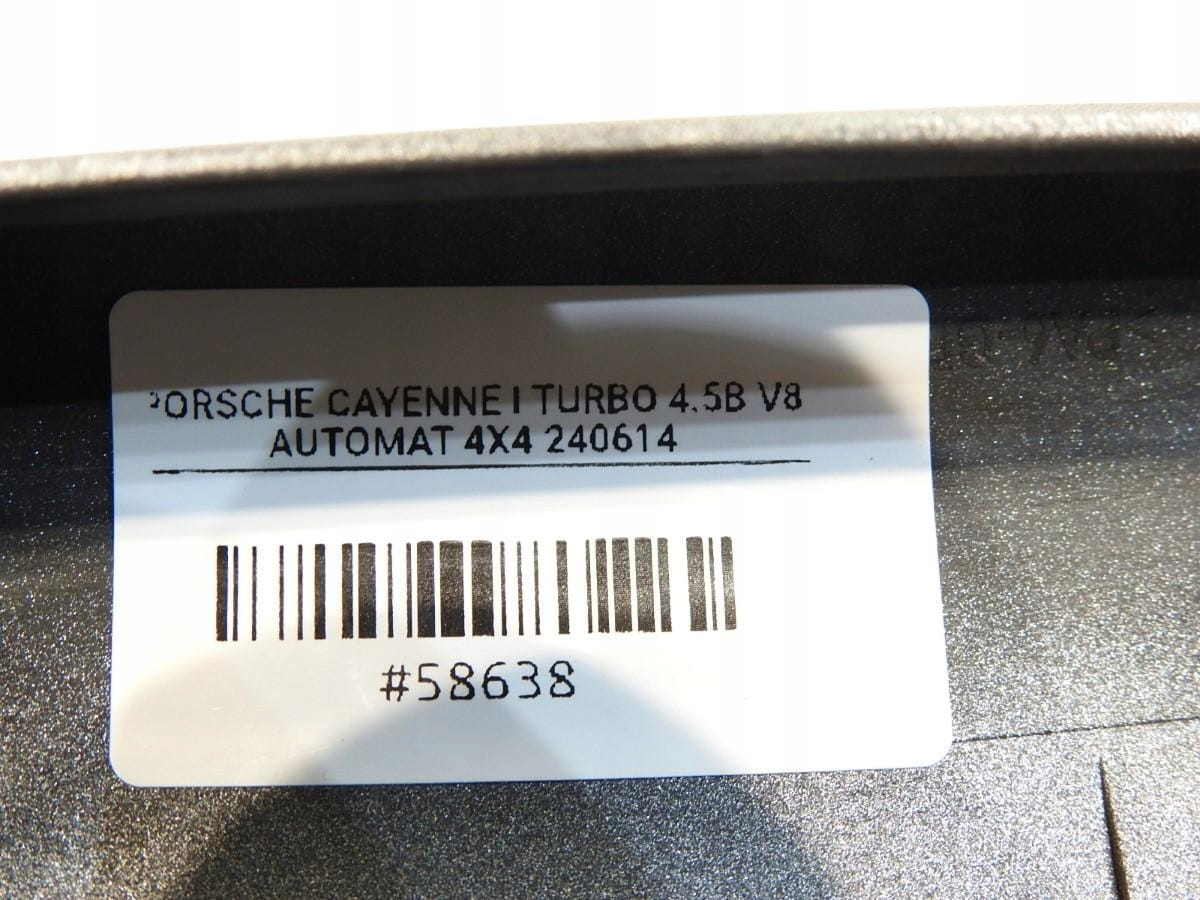 PORSCHE CAYENNE I TURBO 4.5B V8
AUTOMAT 4X4 240614
#58638